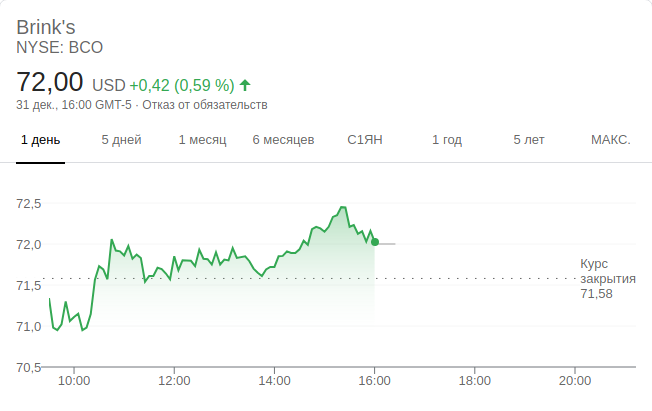 Brink's
NYSE: BCO
72,00 USD +0,42 (0,59 %)
31 дек., 16:00 GMT-5 · Отказ от обязательств
1 день 5 дней 1 месяц 6 месяцев С1ЯН 1 год 5 лет МАКС.
72,5
72,0
Курс
закрытия
71,58
71,5
71,0
70,5
10:00 12:00 14:00 16:00 18:00 20:00